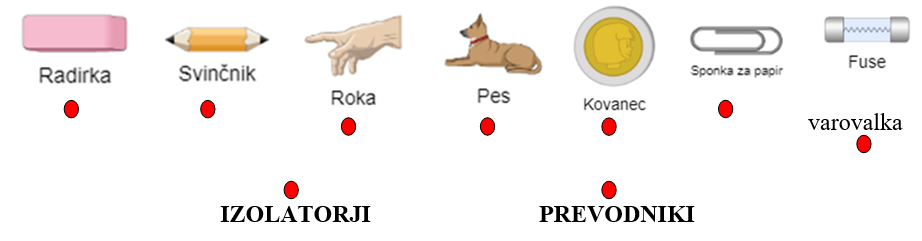 Radirka
Svinčnik
Roka
Pes
Kovanec
Sponka za papir
Fuse
varovalka
IZOLATORJI
PREVODNIKI